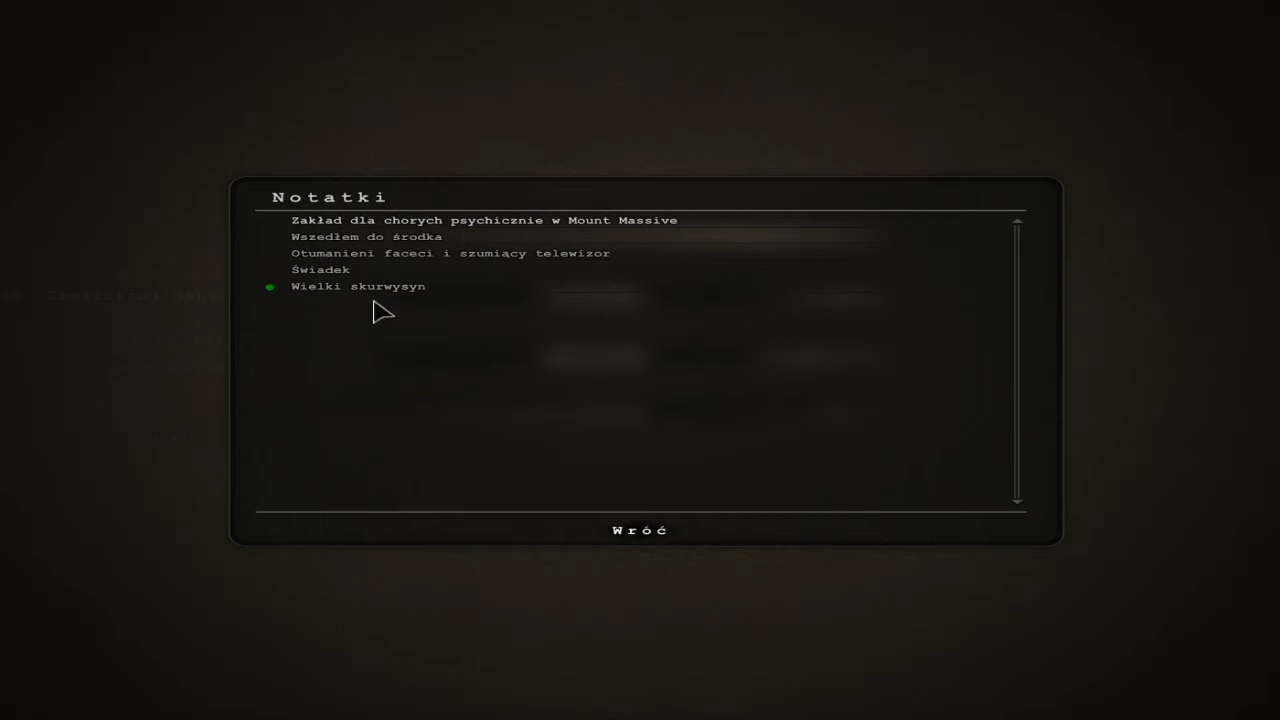 Notatki
Zakład dla chorych psychicznie w Mount Massive
Wszedłem do środka
Otumanieni faceci i szumiący telewizor
Świadek
Wielki skurwysyn
Wróć